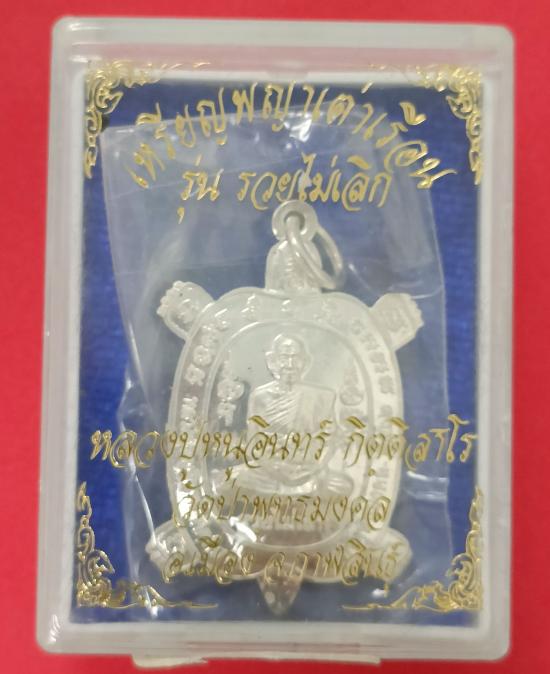 เหรียญพญาเต่าเรือน
รุ่น รวยไม่เลิก
หลวงปู่หนูอินทร์ กิตฺติสาโร
วัดป่าพุทธมงคล
อ.เมือง จ.กาฬสินธุ์